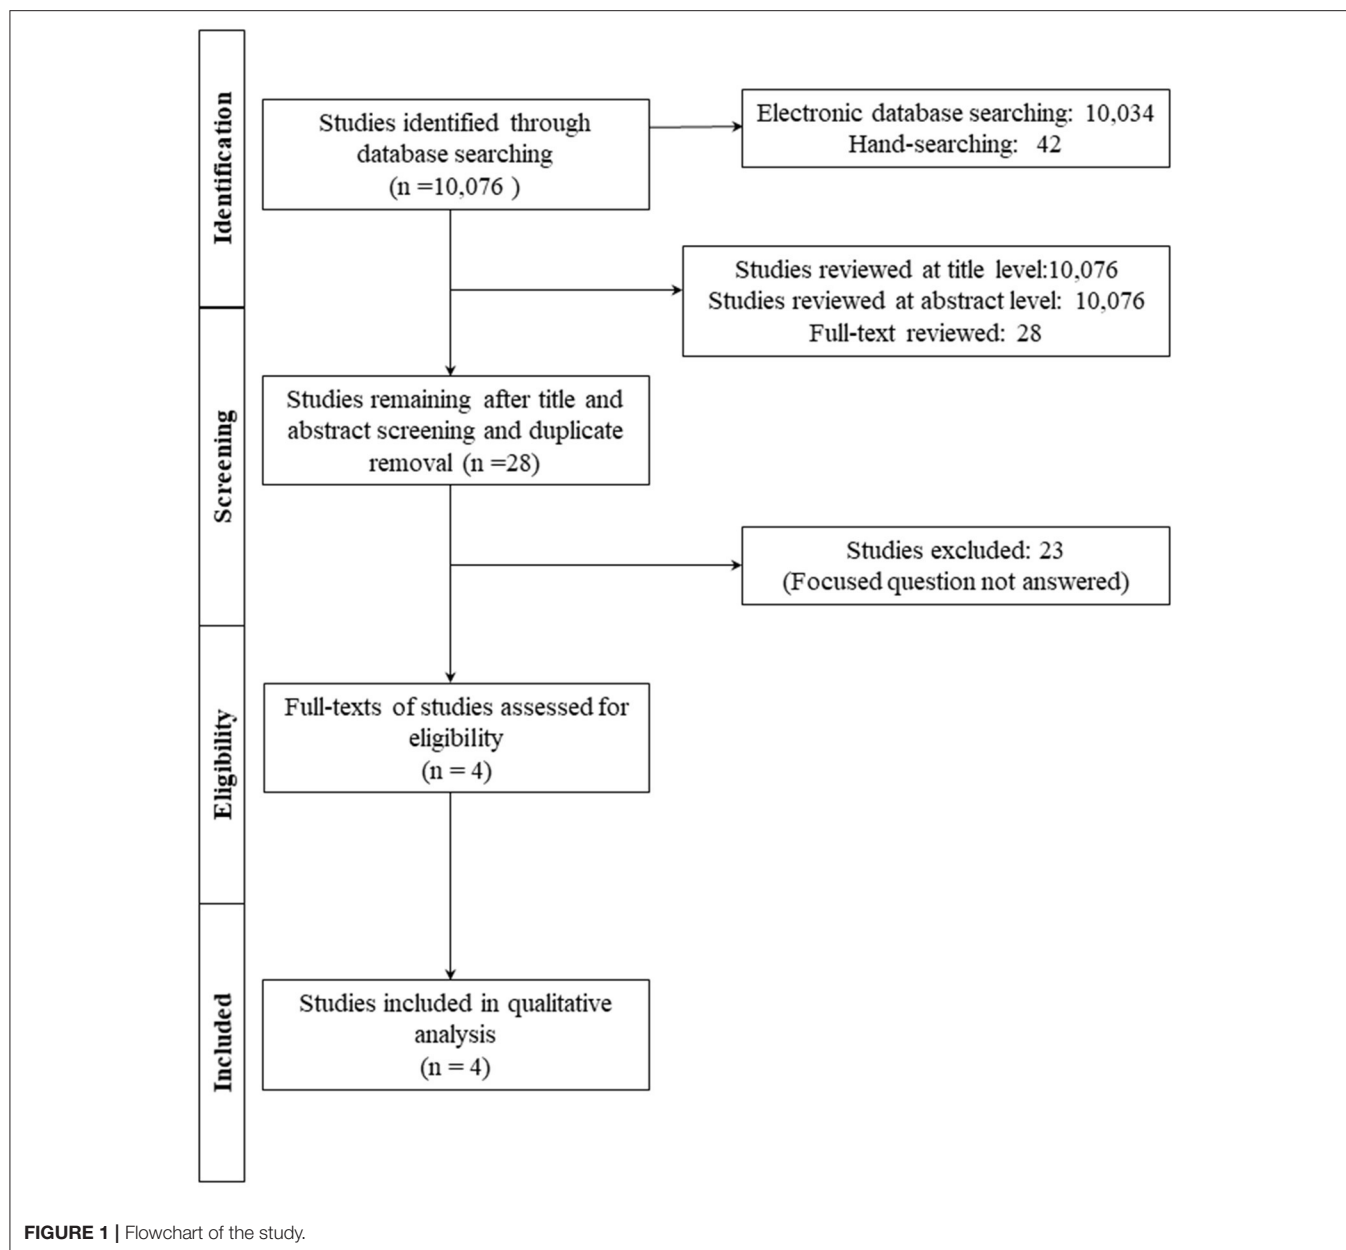 Identification
Studies identified through
database searching
(n =10,076 )
Electronic database searching: 10,034
Hand-searching: 42
Studies reviewed at title level:10,076
Studies reviewed at abstract level: 10,076
Full-text reviewed: 28
Screening
Studies remaining after title and
abstract screening and duplicate
removal (n =28)
Studies excluded: 23
(Focused question not answered)
Eligibility
Full-texts of studies assessed for
eligibility
(n = 4)
Included
Studies included in qualitative
analysis
(n = 4)
FIGURE 1 | Flowchart of the study.